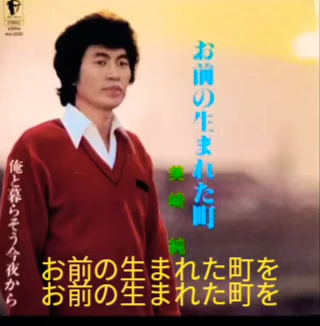 お前の生まれた町
美崎純
俺と暮らそう今夜から
お前の生まれた町を
お前の生まれた町を